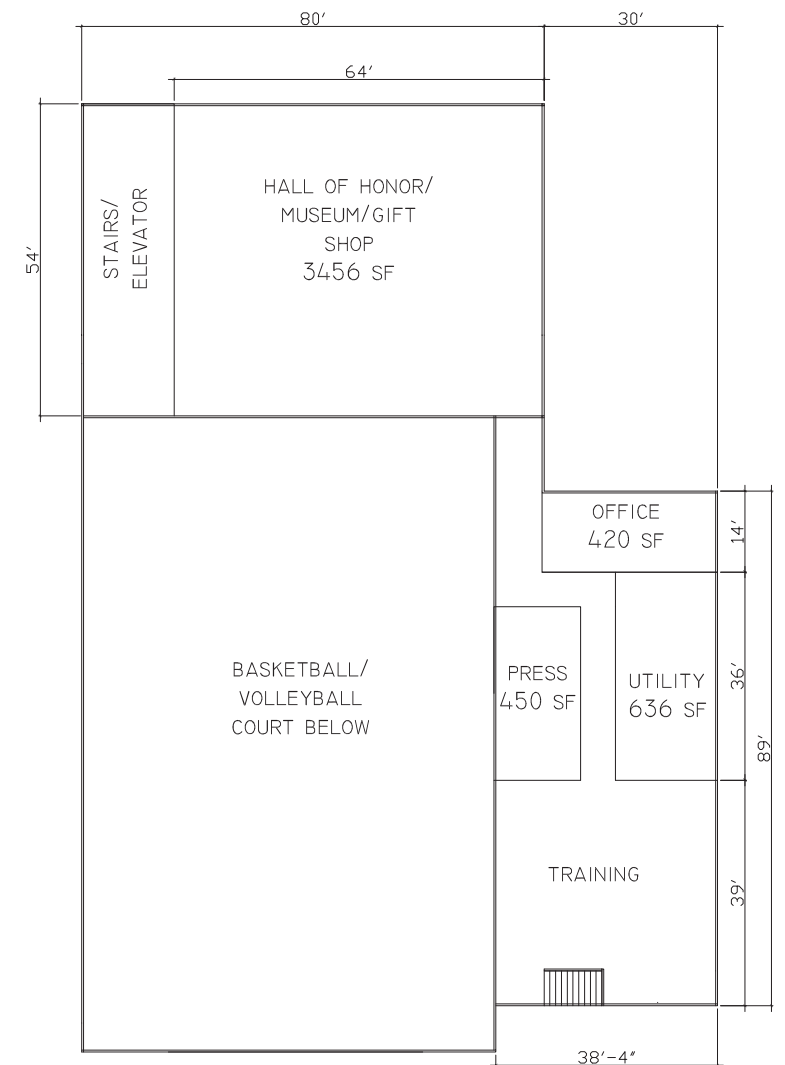 80'
30'
64'
54'
STAIRS/
ELEVATOR
HALL OF HONOR/
MUSEUM/GIFT
SHOP
3456 SF
OFFICE
420 SF
14'
BASKETBALL/
VOLLEYBALL
COURT BELOW
PRESS
450 SF
UTILITY
636 SF
36'
89'
TRAINING
39'
38'-4"